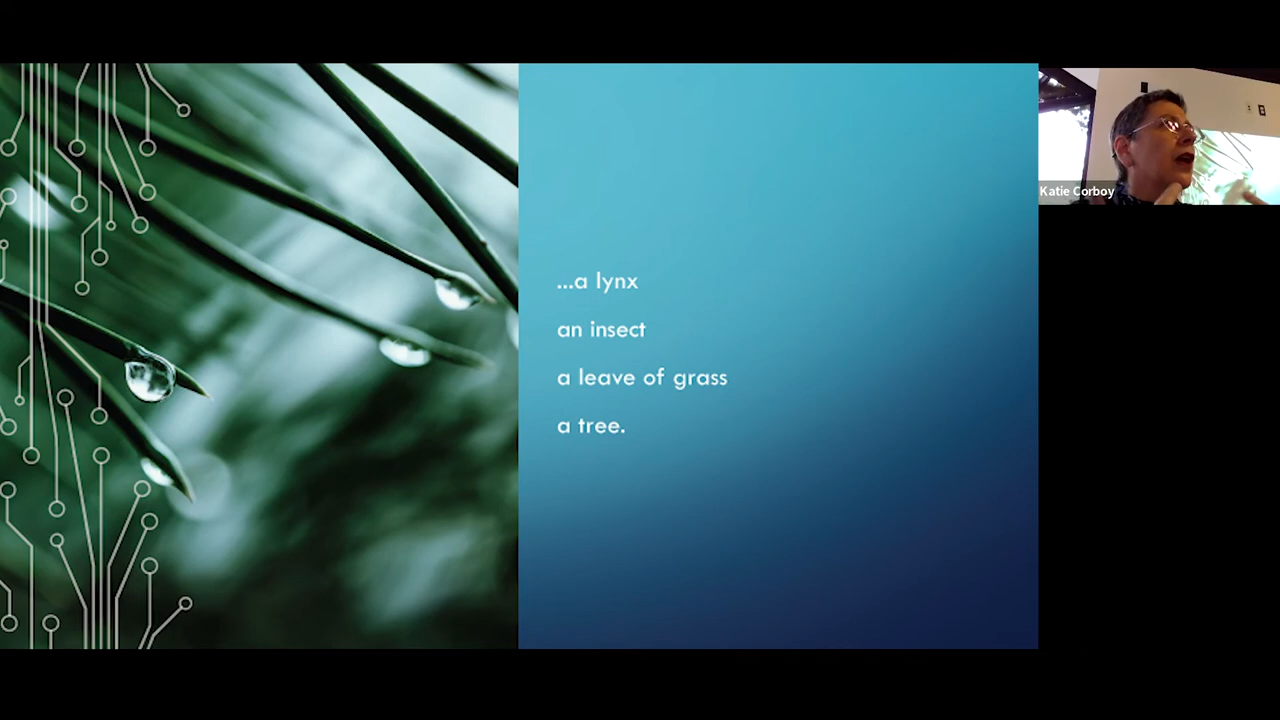 ...a lynx
an insect
a leave of grass
a tree.
Katie Corboy